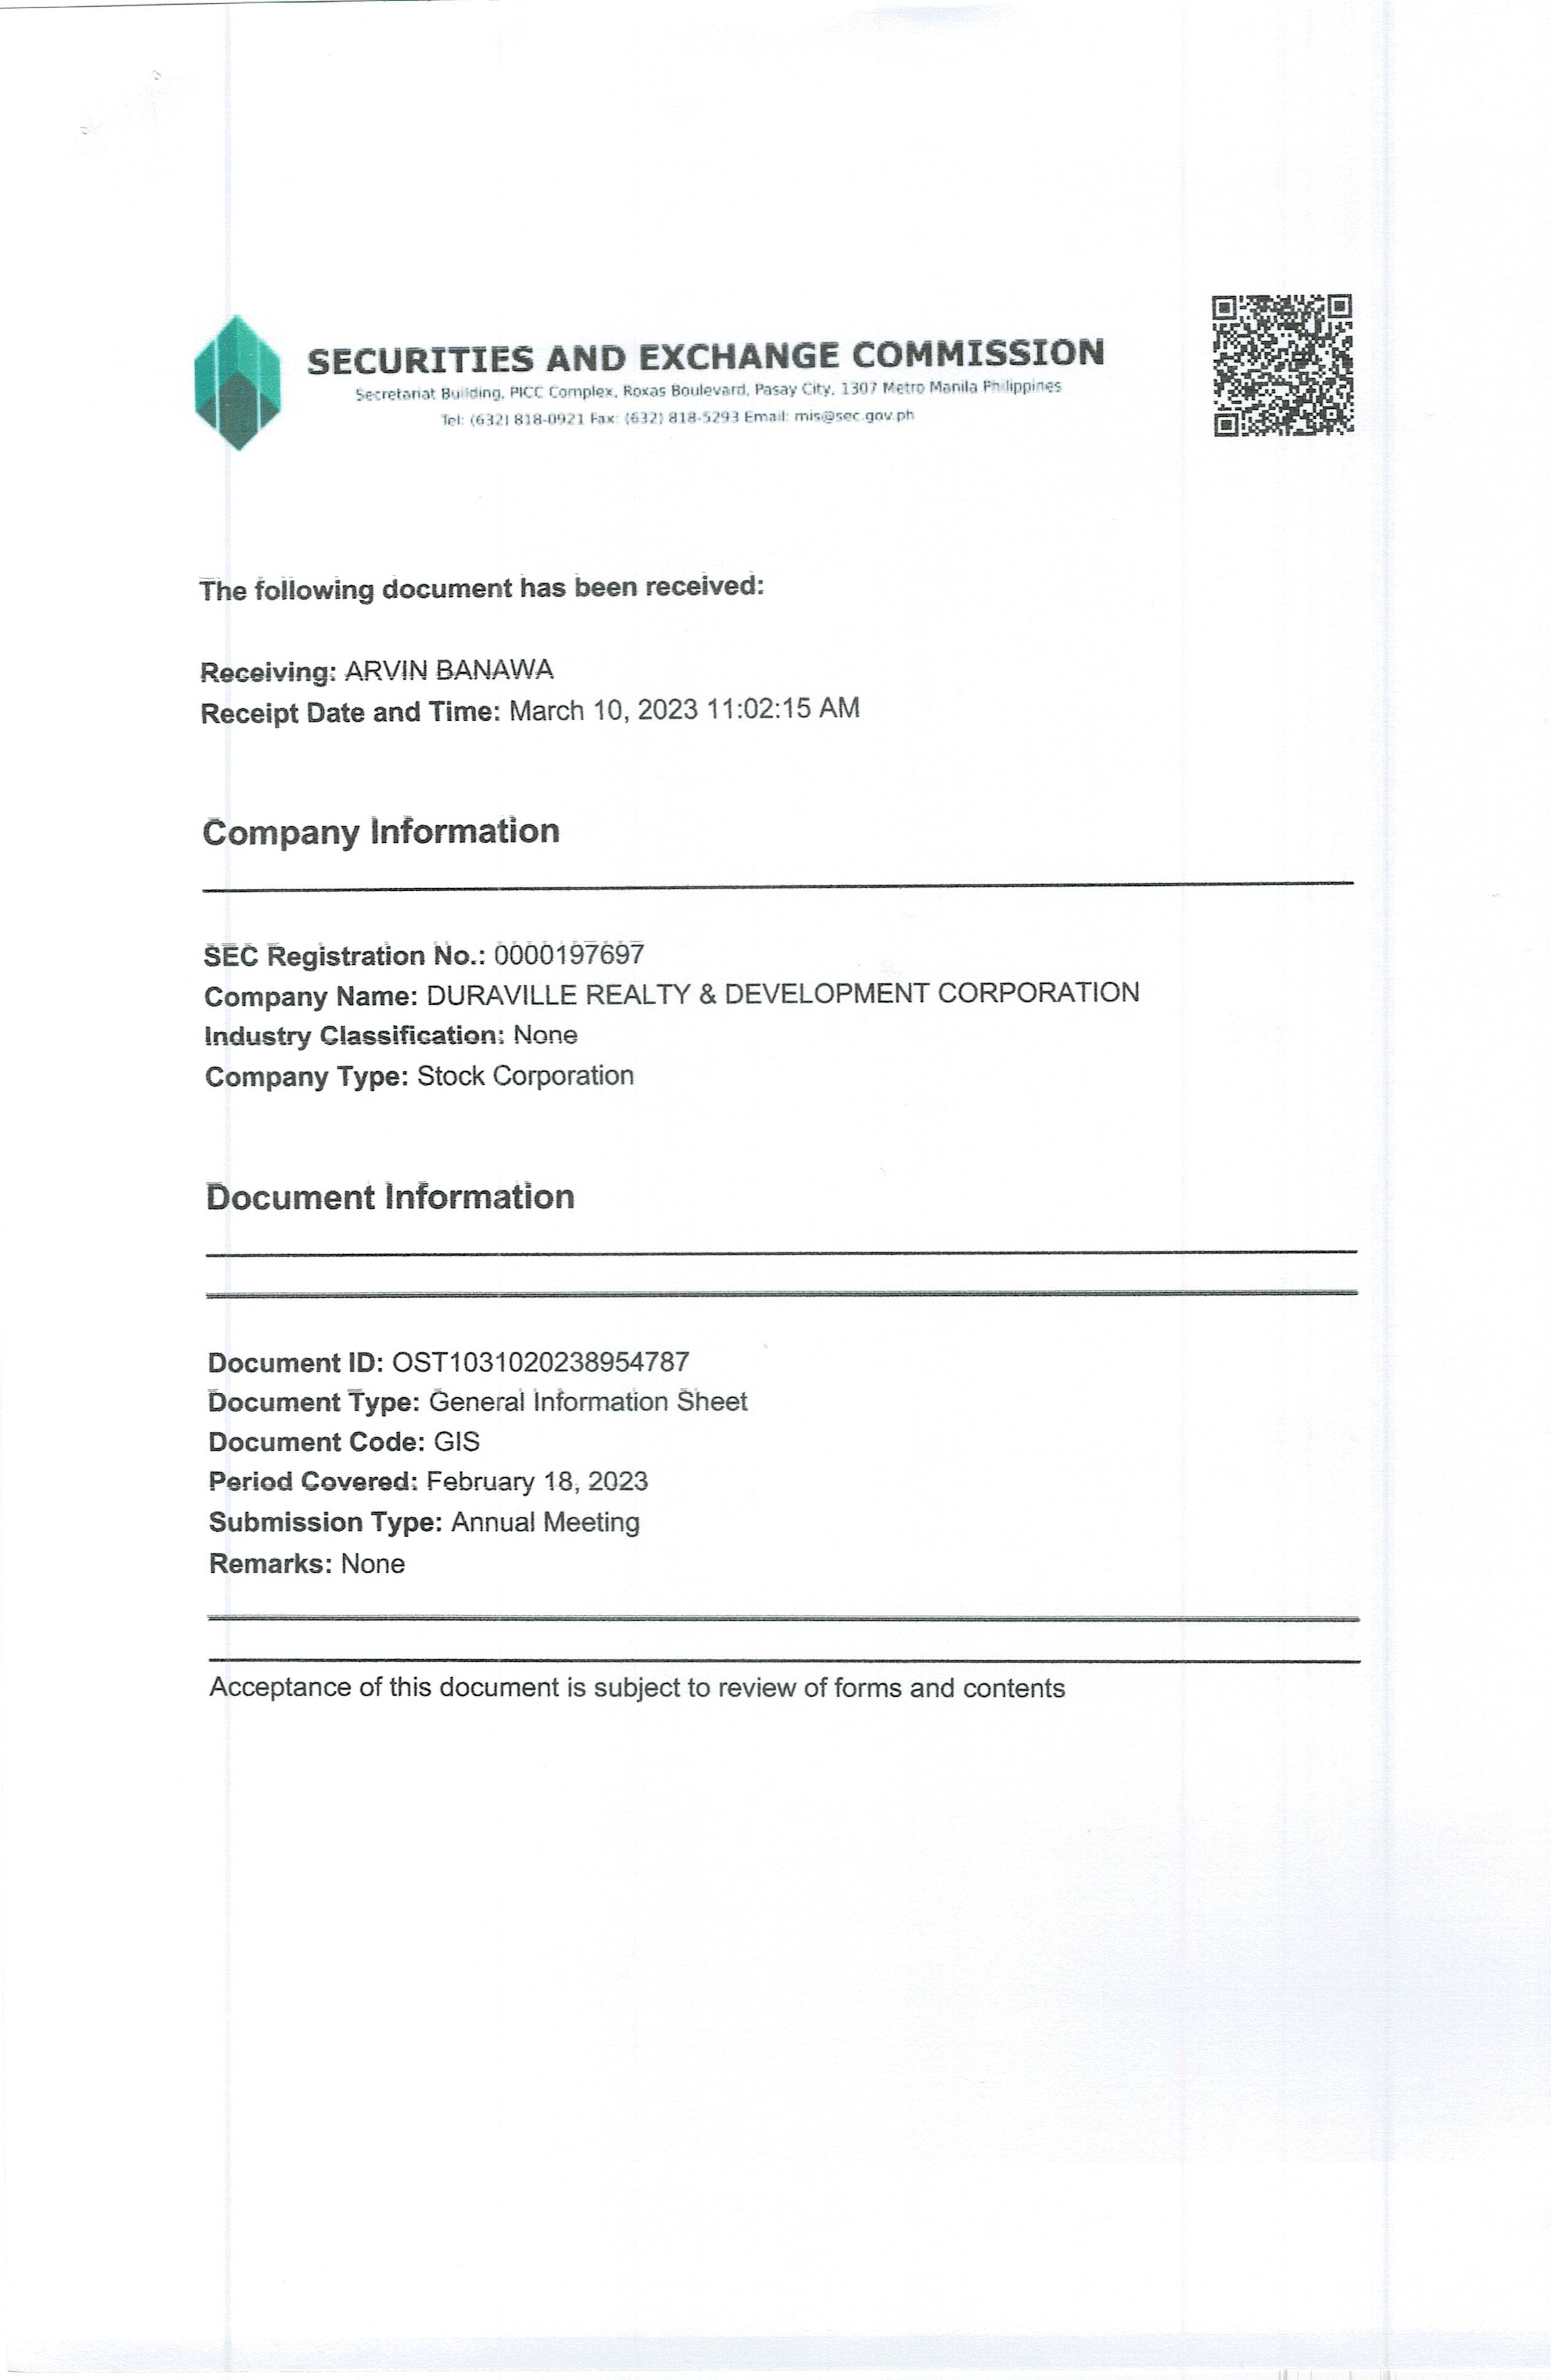 SECURITIES AND EXCHANGE COMMISSION
Secretariat Building, PICC Complex, Roxas Boulevard, Pasay City, 1307 Metro Manila Philippines
Tel: (632) 818-0921 Fax: (632) 818-5293 Email: mis@sec.gov.ph
The following document has been received:
Receiving: ARVIN BANAWA
Receipt Date and Time: March 10, 2023 11:02:15 AM
Company Information
SEC Registration No.: 0000197697
Company Name: DURAVILLE REALTY & DEVELOPMENT CORPORATION
Industry Classification: None
Company Type: Stock Corporation
Document Information
Document ID: OST1031020238954787
Document Type: General Information Sheet
Document Code: GIS
Period Covered: February 18, 2023
Submission Type: Annual Meeting
Remarks: None
Acceptance of this document is subject to review of forms and contents